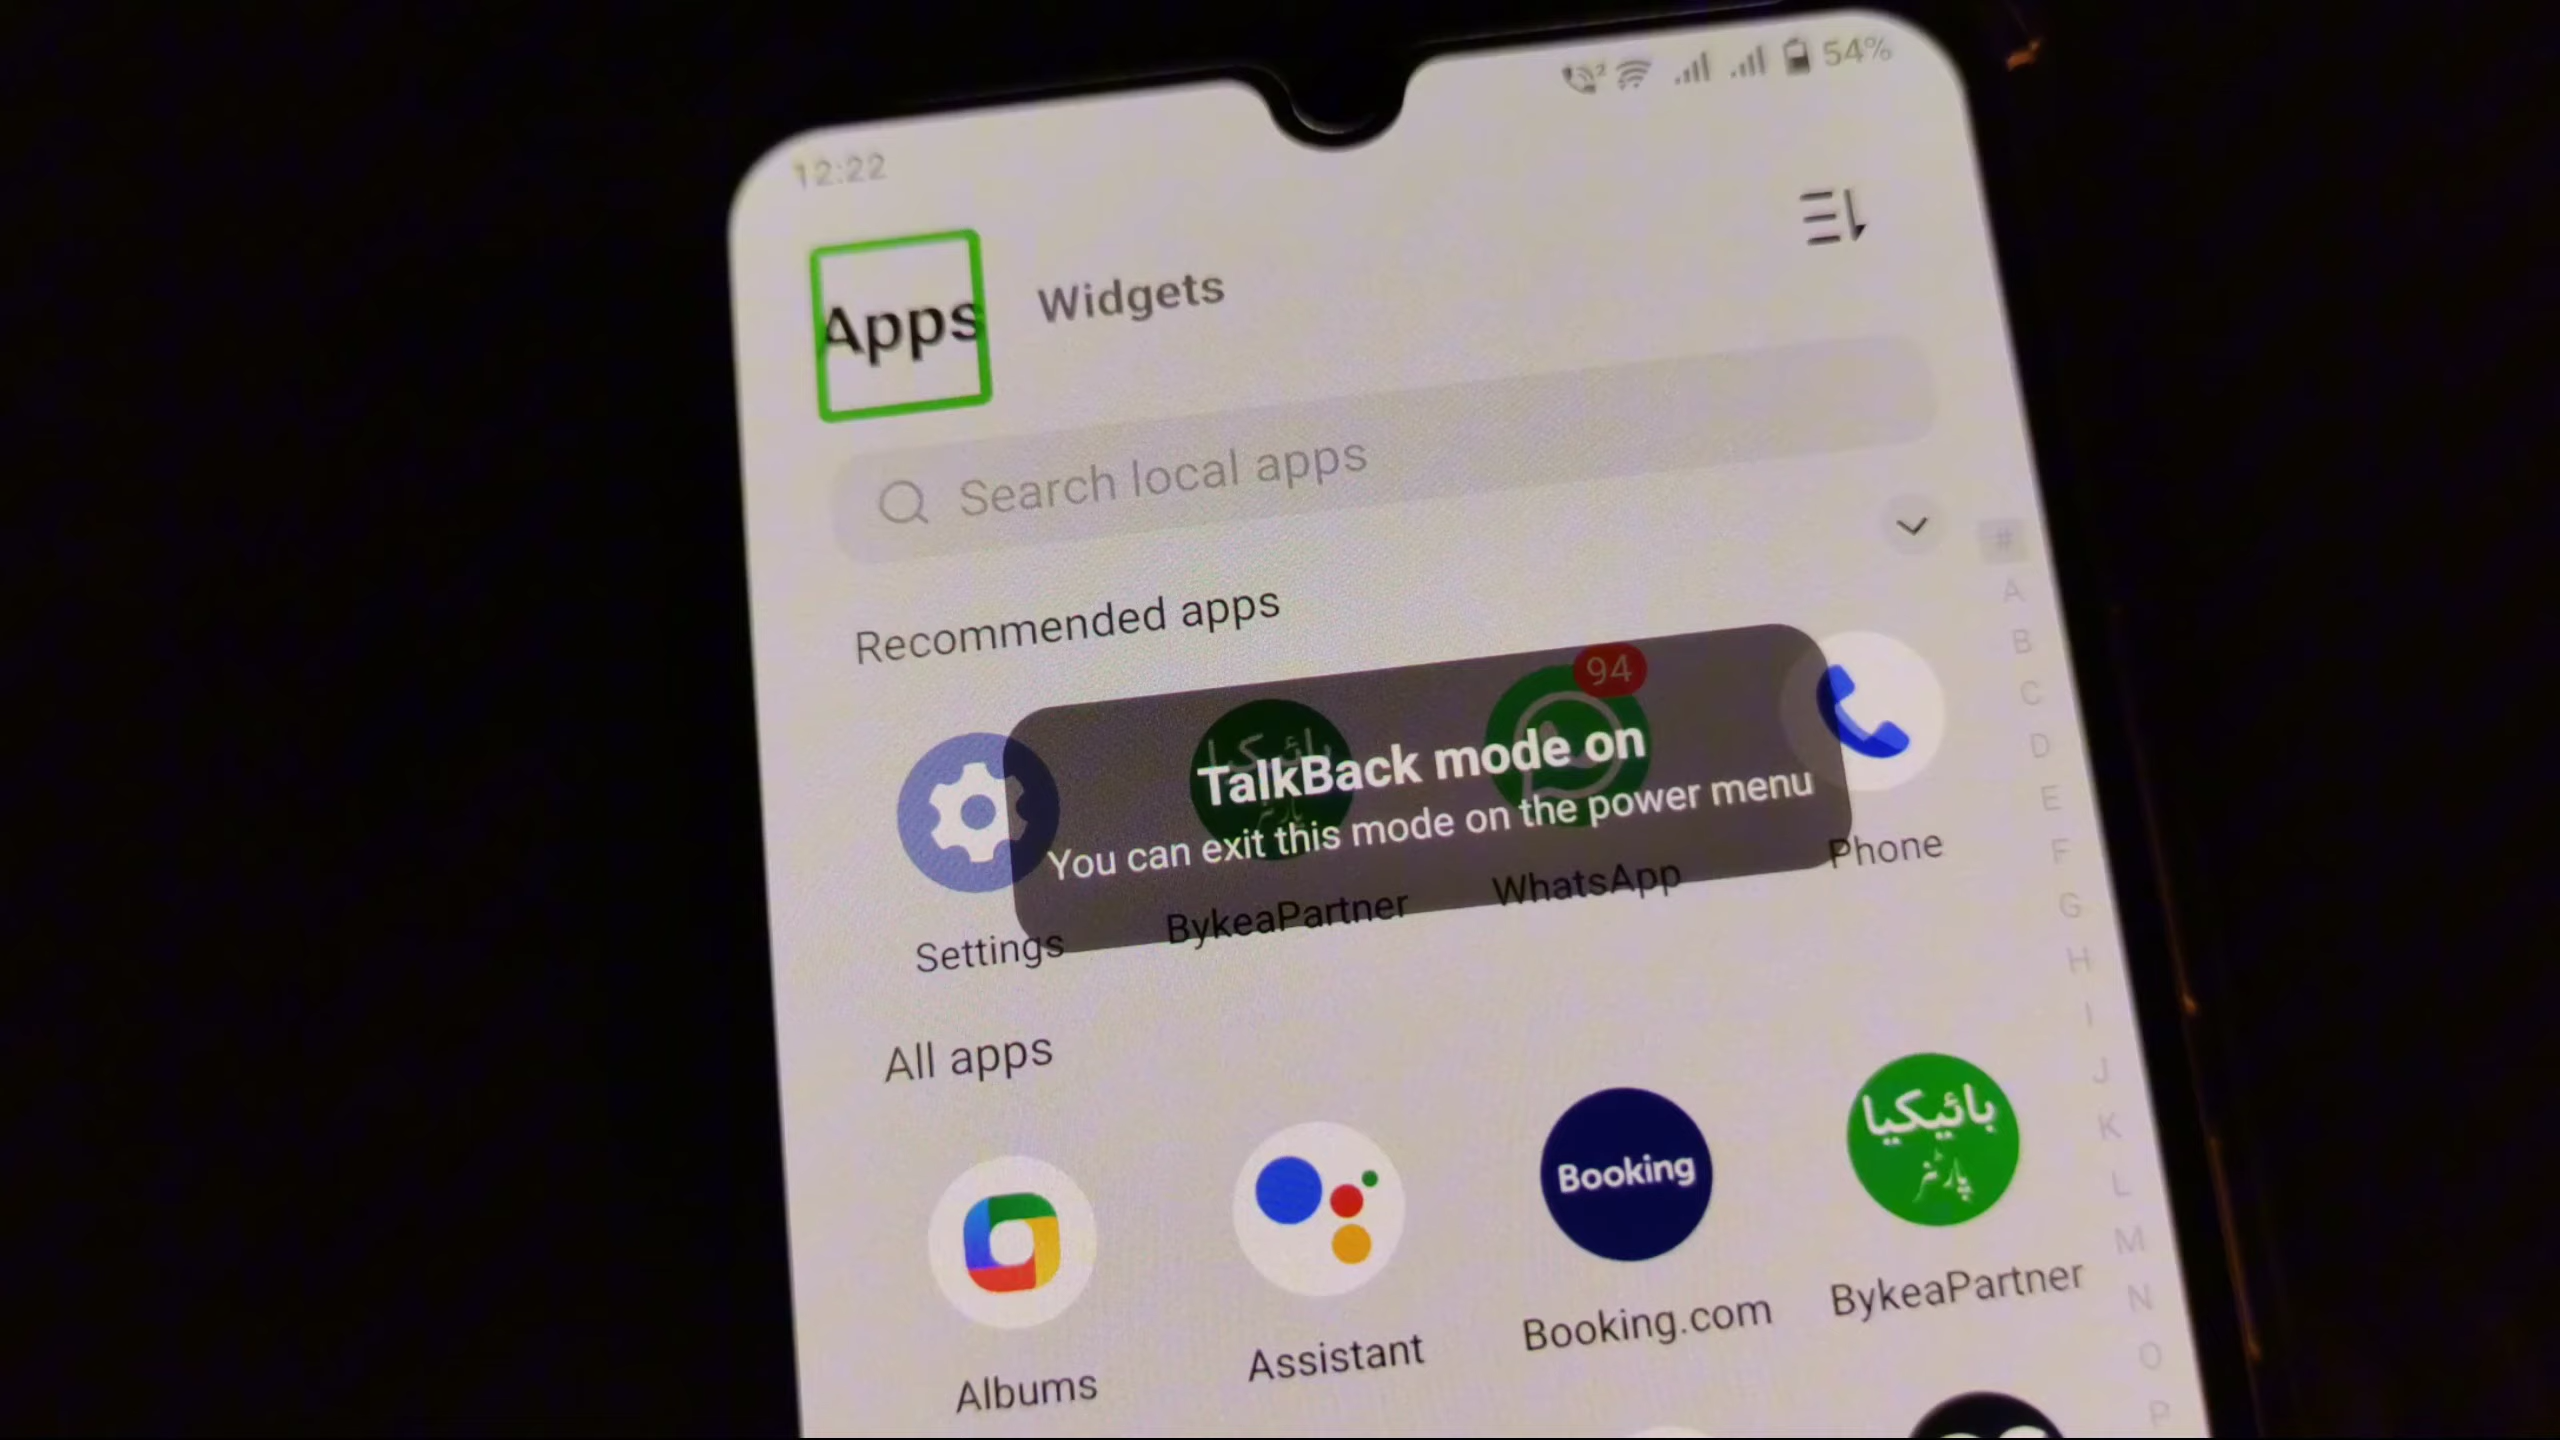 12:22
2
54%
Apps
Widgets
Search local apps
Recommended apps
#
A
B
C
D
E
F
G
H
I
J
K
L
M
N
O
P
94
TalkBack mode on
You can exit this mode on the power menu
Settings
BykeaPartner
WhatsApp
Phone
All apps
Booking
بائیکیا
پارٹنر
Albums
Assistant
Booking.com
BykeaPartner